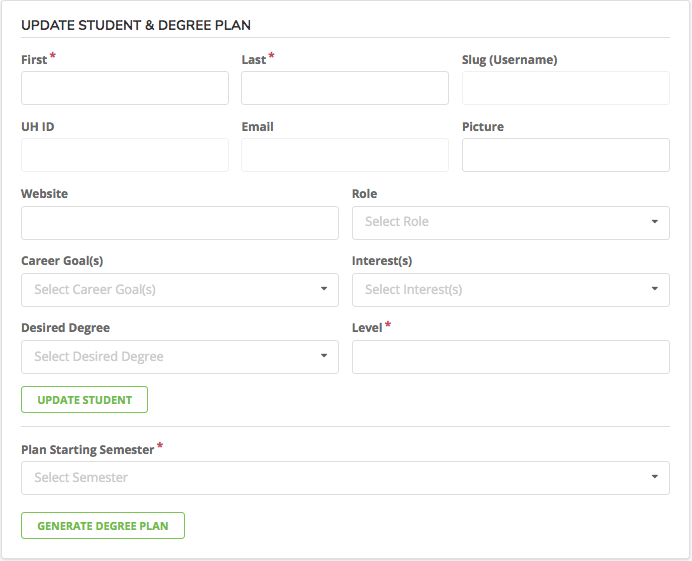 UPDATE STUDENT & DEGREE PLAN
First * Last * Slug (Username)
UH ID Email Picture
Website Role
Select Role
Career Goal(s) Interest(s)
Select Career Goal(s) Select Interest(s)
Desired Degree Level *
Select Desired Degree
UPDATE STUDENT
Plan Starting Semester *
Select Semester
GENERATE DEGREE PLAN